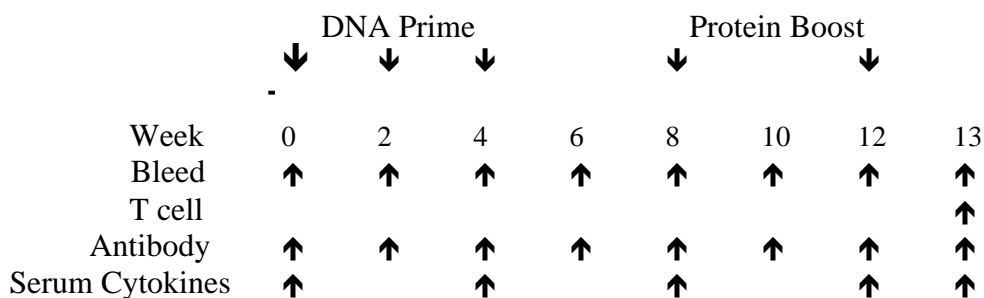 DNA Prime Protein Boost
↓ ↓ ↓ ↓ ↓
-
Week 0 2 4 6 8 10 12 13
Bleed ↑ ↑ ↑ ↑ ↑ ↑ ↑ ↑
T cell ↑
Antibody ↑ ↑ ↑ ↑ ↑ ↑ ↑ ↑
Serum Cytokines ↑ ↑ ↑ ↑ ↑